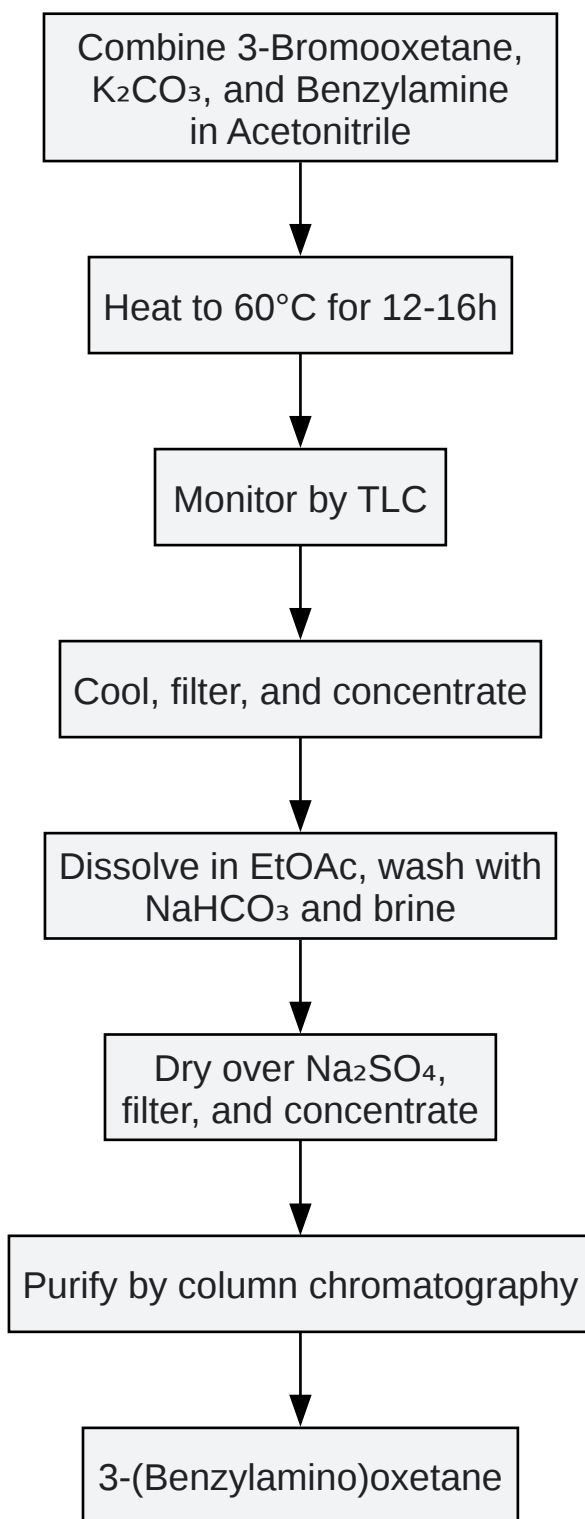 Combine 3-Bromooxetane,
K₂CO₃, and Benzylamine
in Acetonitrile
Heat to 60°C for 12-16h
Monitor by TLC
Cool, filter, and concentrate
Dissolve in EtOAc, wash with
NaHCO₃ and brine
Dry over Na₂SO₄,
filter, and concentrate
Purify by column chromatography
3-(Benzylamino)oxetane